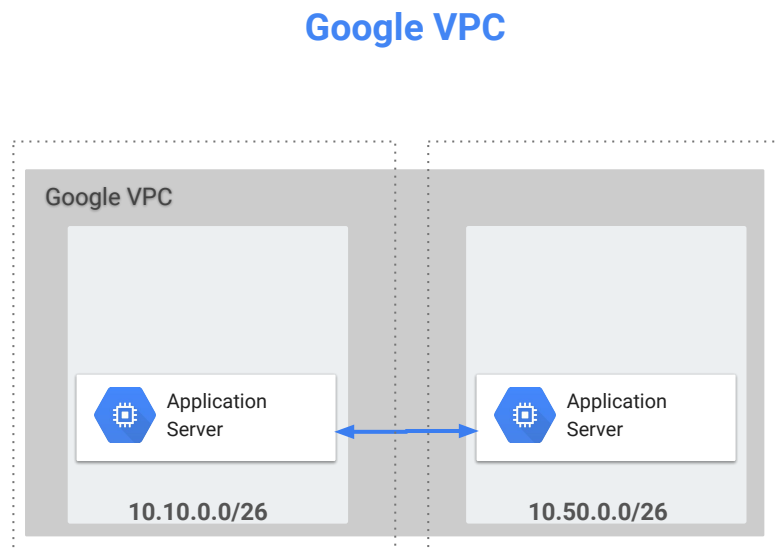 Google VPC
Google VPC
Application
Server
Application
Server
10.10.0.0/26
10.50.0.0/26